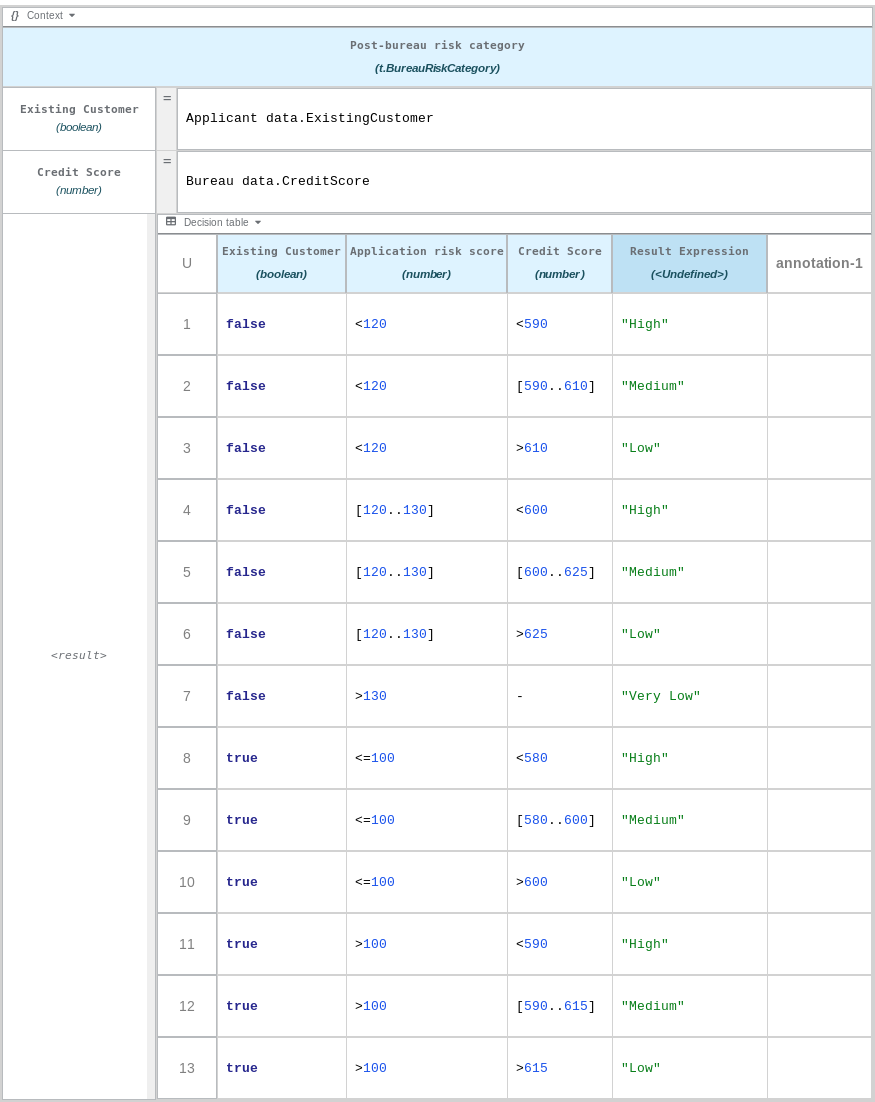 {} Context
Post-bureau risk category
(t.BureauRiskCategory)
Existing Customer
(boolean)
=
Applicant data.ExistingCustomer
Credit Score
(number)
=
Bureau data.CreditScore
<result>
Decision table
U Existing Customer (boolean) Application risk score (number) Credit Score (number) Result Expression (<Undefined>) annotation-1
1 false <120 <590 "High"
2 false <120 [590..610] "Medium"
3 false <120 >610 "Low"
4 false [120..130] <600 "High"
5 false [120..130] [600..625] "Medium"
6 false [120..130] >625 "Low"
7 false >130 - "Very Low"
8 true <=100 <580 "High"
9 true <=100 [580..600] "Medium"
10 true <=100 >600 "Low"
11 true >100 <590 "High"
12 true >100 [590..615] "Medium"
13 true >100 >615 "Low"